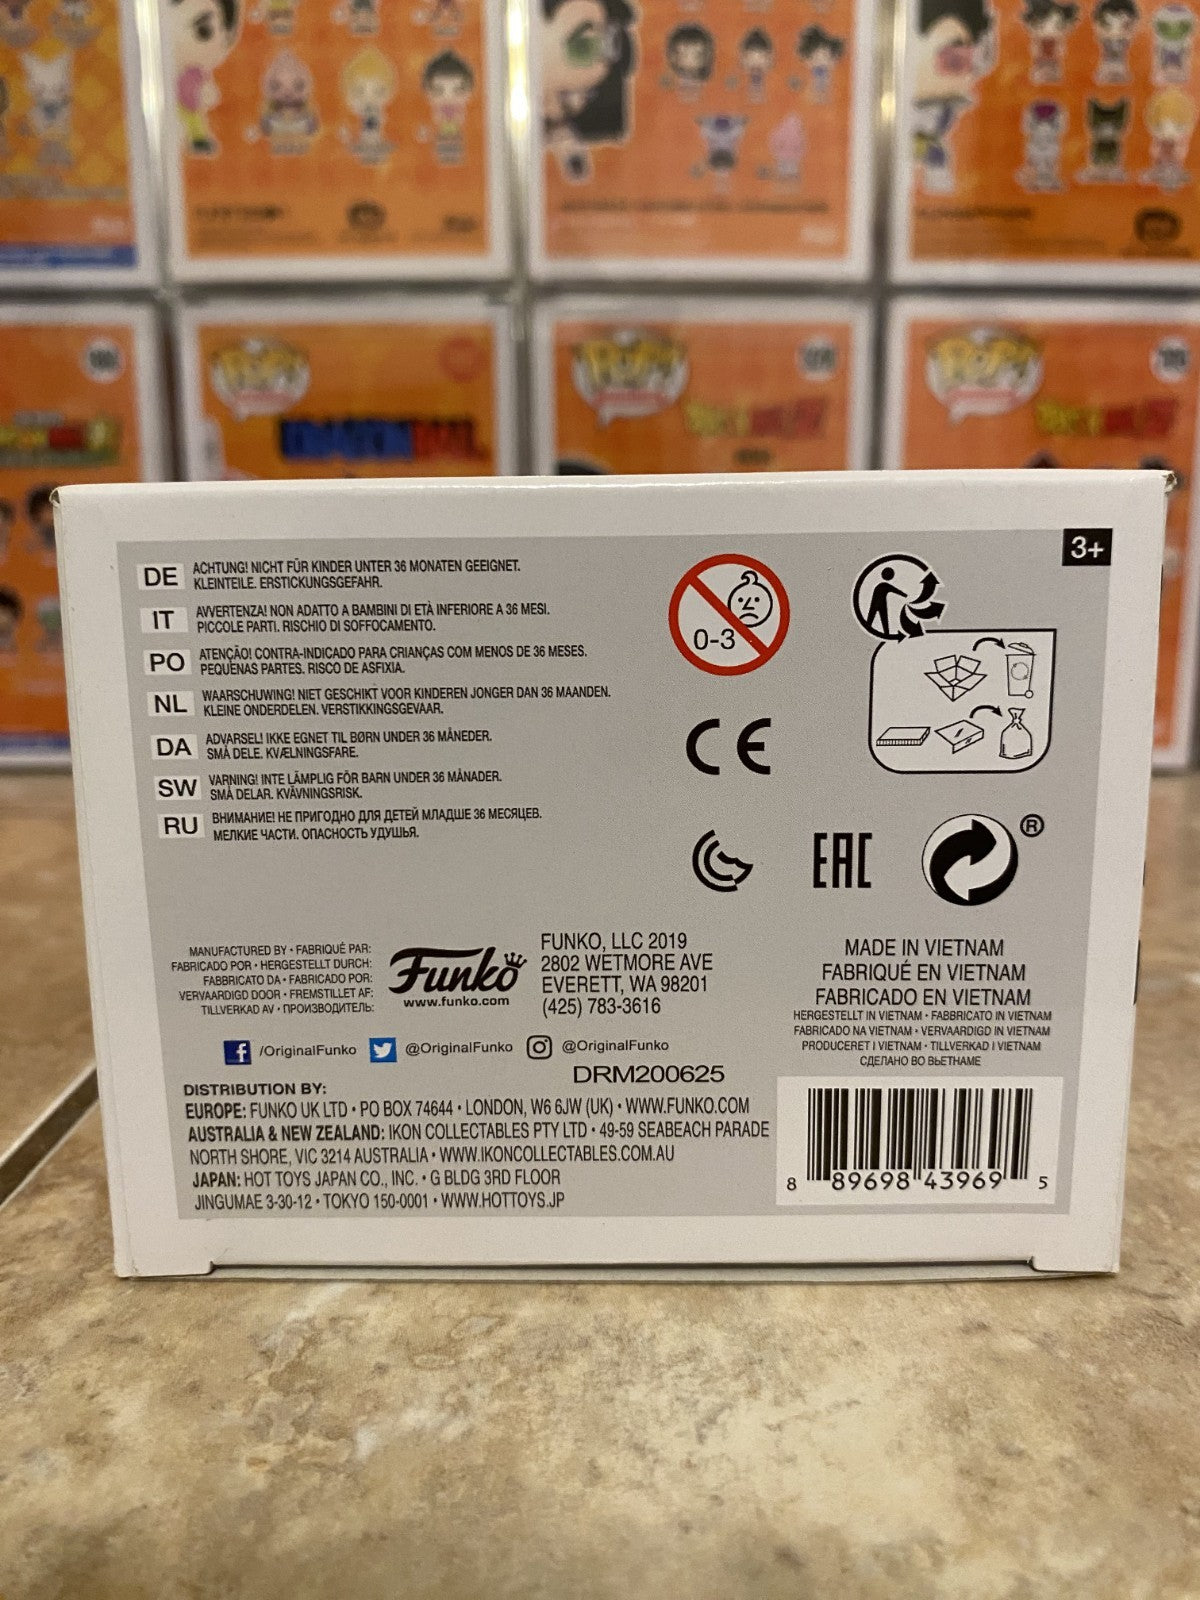 POP!
POP!
POP!
DRAGONBALL
3+
DE ACHTUNG! NICHT FÜR KINDER UNTER 36 MONATEN GEEIGNET.
KLEINTEILE. ERSTICKUNGSGEFAHR.
IT AVVERTENZA! NON ADATTO A BAMBINI DI ETÀ INFERIORE A 36 MESI.
PICCOLE PARTI. RISCHIO DI SOFFOCAMENTO.
PO ATENÇÃO! CONTRA-INDICADO PARA CRIANÇAS COM MENOS DE 36 MESES.
PEQUENAS PARTES. RISCO DE ASFIXIA.
NL WAARSCHUWING! NIET GESCHIKT VOOR KINDEREN JONGER DAN 36 MAANDEN.
KLEINE ONDERDELEN. VERSTIKKINGSGEVAAR.
DA ADVARSEL! IKKE EGNET TIL BØRN UNDER 36 MÅNEDER.
SMÅ DELE. KVÆLNINGSFARE.
SW VARNING! INTE LÄMPLIG FÖR BARN UNDER 36 MÅNADER.
SMÅ DELAR. KVÄVNINGSRISK.
RU ВНИМАНИЕ! НЕ ПРИГОДНО ДЛЯ ДЕТЕЙ МЛАДШЕ 36 МЕСЯЦЕВ.
МЕЛКИЕ ЧАСТИ. ОПАСНОСТЬ УДУШЬЯ.
0-3
CE
EAC
®
MANUFACTURED BY • FABRIQUÉ PAR:
FABRICADO POR • HERGESTELLT DURCH:
FABBRICATO DA • FABRICADO POR:
VERVAARDIGD DOOR • FREMSTILLET AF:
TILLVERKAD AV • ПРОИЗВОДИТЕЛЬ:
Funko
www.funko.com
FUNKO, LLC 2019
2802 WETMORE AVE
EVERETT, WA 98201
(425) 783-3616
/OriginalFunko @OriginalFunko @OriginalFunko
DRM200625
DISTRIBUTION BY:
EUROPE: FUNKO UK LTD • PO BOX 74644 • LONDON, W6 6JW (UK) • WWW.FUNKO.COM
AUSTRALIA & NEW ZEALAND: IKON COLLECTABLES PTY LTD • 49-59 SEABEACH PARADE
NORTH SHORE, VIC 3214 AUSTRALIA • WWW.IKONCOLLECTABLES.COM.AU
JAPAN: HOT TOYS JAPAN CO., INC. • G BLDG 3RD FLOOR
JINGUMAE 3-30-12 • TOKYO 150-0001 • WWW.HOTTOYS.JP
MADE IN VIETNAM
FABRIQUÉ EN VIETNAM
FABRICADO EN VIETNAM
HERGESTELLT IN VIETNAM • FABBRICATO IN VIETNAM
FABRICADO NA VIETNAM • VERVAARDIGD IN VIETNAM
PRODUCERET I VIETNAM • TILLVERKAD I VIETNAM
СДЕЛАНО ВО ВЬЕТНАМЕ
8 89698 43969 5